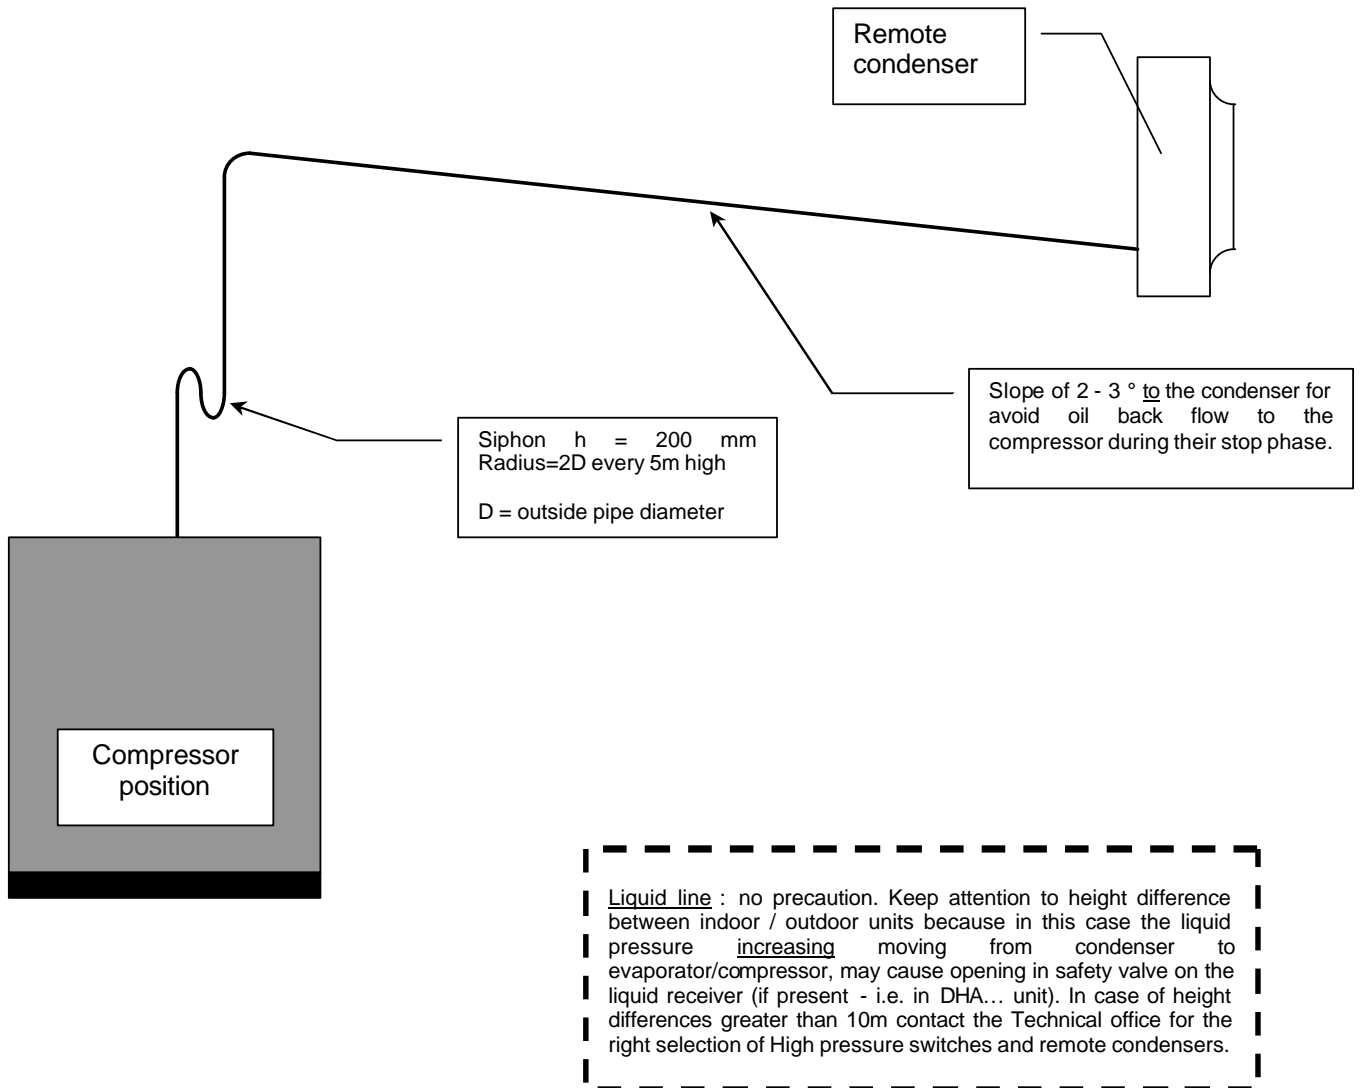 Remote
condenser
Slope of 2 - 3 ° to the condenser for
avoid oil back flow to the
compressor during their stop phase.
Siphon h = 200 mm
Radius=2D every 5m high
D = outside pipe diameter
Compressor
position
Liquid line : no precaution. Keep attention to height difference
between indoor / outdoor units because in this case the liquid
pressure increasing moving from condenser to
evaporator/compressor, may cause opening in safety valve on the
liquid receiver (if present - i.e. in DHA… unit). In case of height
differences greater than 10m contact the Technical office for the
right selection of High pressure switches and remote condensers.